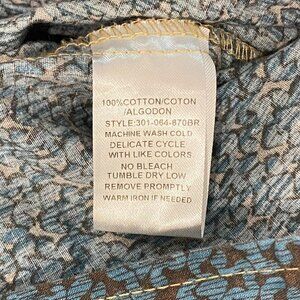 100%COTTON/COTON
/ALGODON
STYLE:301-064-870BR
MACHINE WASH COLD
DELICATE CYCLE
WITH LIKE COLORS
NO BLEACH
TUMBLE DRY LOW
REMOVE PROMPTLY
WARM IRON IF NEEDED